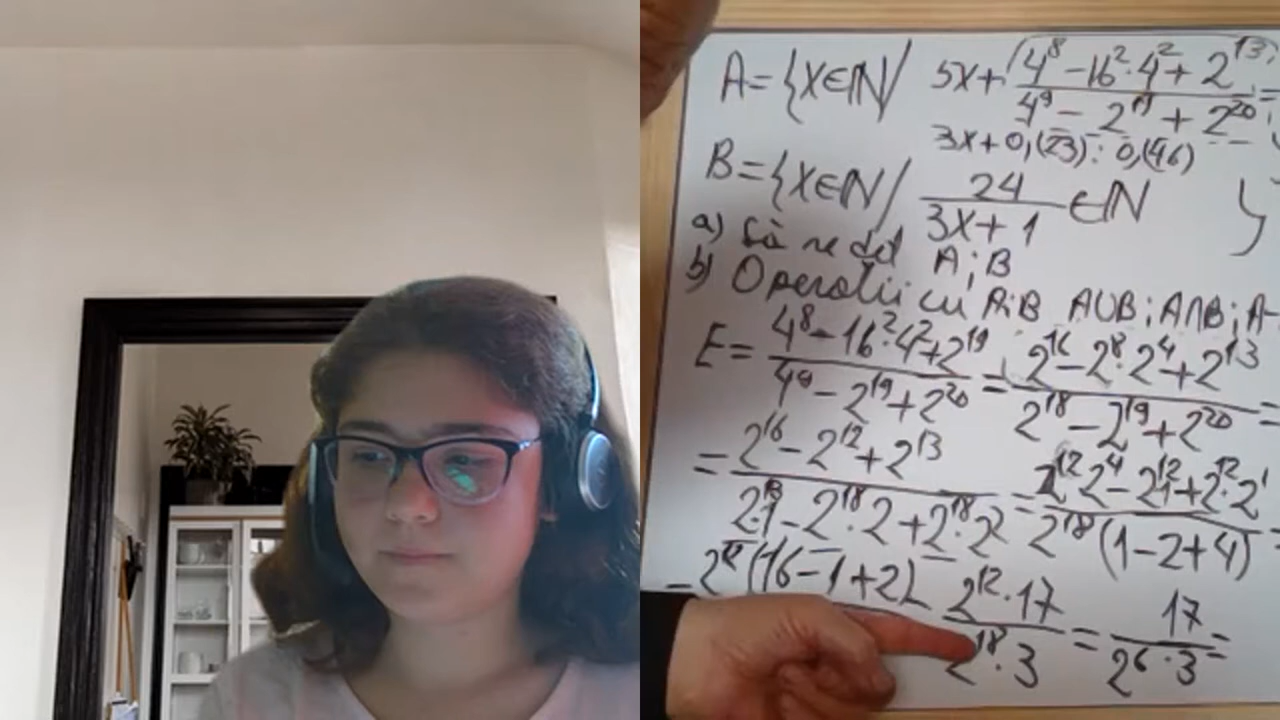 A={x∈ℕ/ 5x+(4⁸-16²·4²+2¹³)/(4⁹-2¹⁹+2²⁰)=
3x+0,(23):0,(46)
B={x∈ℕ/ 24/(3x+1) ∈ℕ }
a) Să se det A;B
b) Operații cu A;B A∪B; A∩B; A-
E= (4⁸-16²·4²+2¹⁹)/(4⁹-2¹⁹+2²⁰) = (2¹⁶-2⁸·2⁴+2¹³)/(2¹⁸-2¹⁹+2²⁰) =
= (2¹⁶-2¹²+2¹³)/(2¹⁸·1-2¹⁸·2+2¹⁸·2²) = (2¹²·2⁴-2¹²·1+2¹²·2¹)/(2¹⁸(1-2+4)) =
= 2¹²(16-1+2) (2¹²·17)/(2¹⁸·3) = 17/(2⁶·3) =